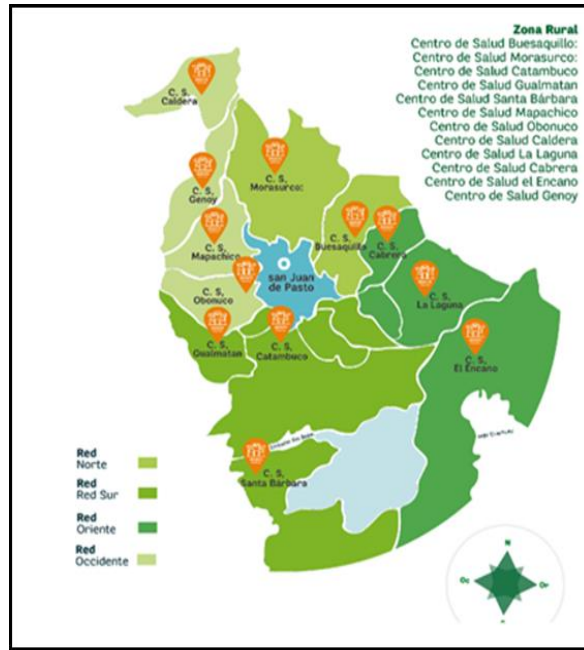 Zona Rural
Centro de Salud Buesaquillo:
Centro de Salud Morasurco:
Centro de Salud Catambuco
Centro de Salud Gualmatan
Centro de Salud Santa Bárbara
Centro de Salud Mapachico
Centro de Salud Obonuco
Centro de Salud Caldera
Centro de Salud La Laguna
Centro de Salud Cabrera
Centro de Salud el Encano
Centro de Salud Genoy
C. S,
Caldera
C. S,
Genoy
C. S,
Morasurco:
C. S,
Mapachico
C. S,
Buesaquillo
C. S,
Cabrera
san Juan
de Pasto
C. S,
Obonuco
C. S,
La Laguna
C. S,
Gualmatan
C. S,
Catambuco
C. S,
El Encano
C. S,
Santa Bárbara
Red
Norte
Red
Red Sur
Red
Oriente
Red
Occidente
N
Oc
Or